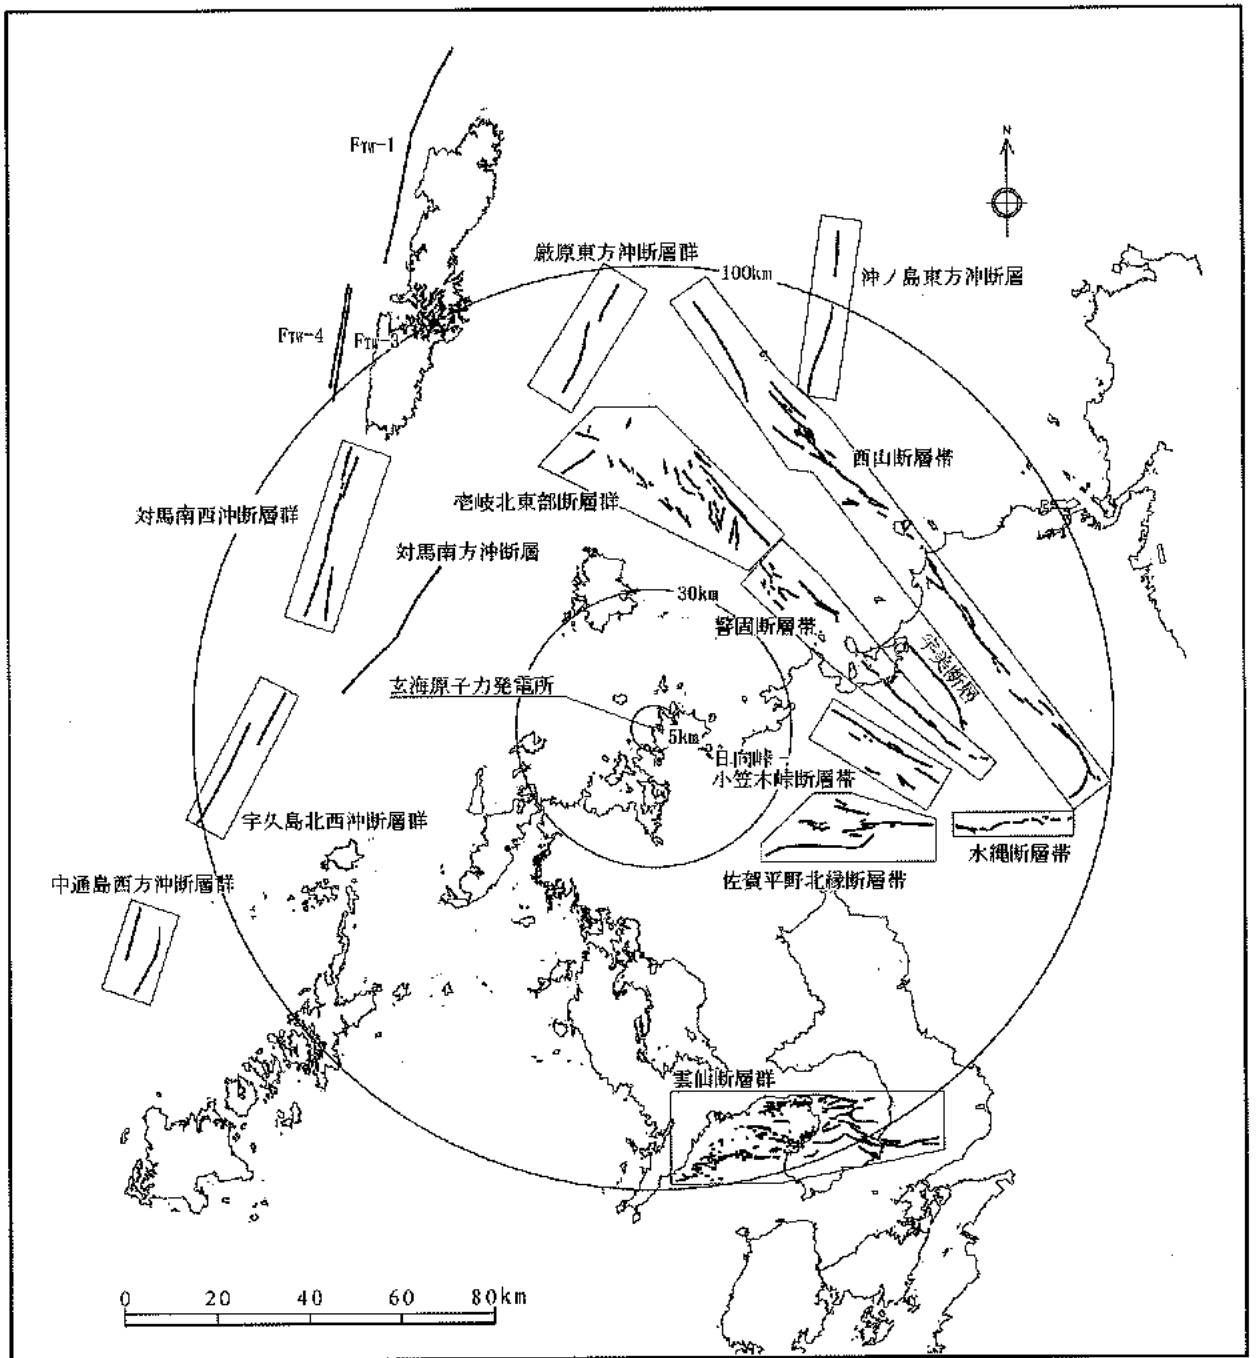 N
FTW-1
厳原東方沖断層群
100km
沖ノ島東方沖断層
FTW-4
FTW-3
西山断層帯
壱岐北東部断層群
対馬南西沖断層群
対馬南方沖断層
30km
警固断層帯
宇美断層
玄海原子力発電所
5km
日向峠-
小笠木峠断層帯
宇久島北西沖断層群
水縄断層帯
佐賀平野北縁断層帯
中通島西方沖断層群
雲仙断層群
0 20 40 60 80km